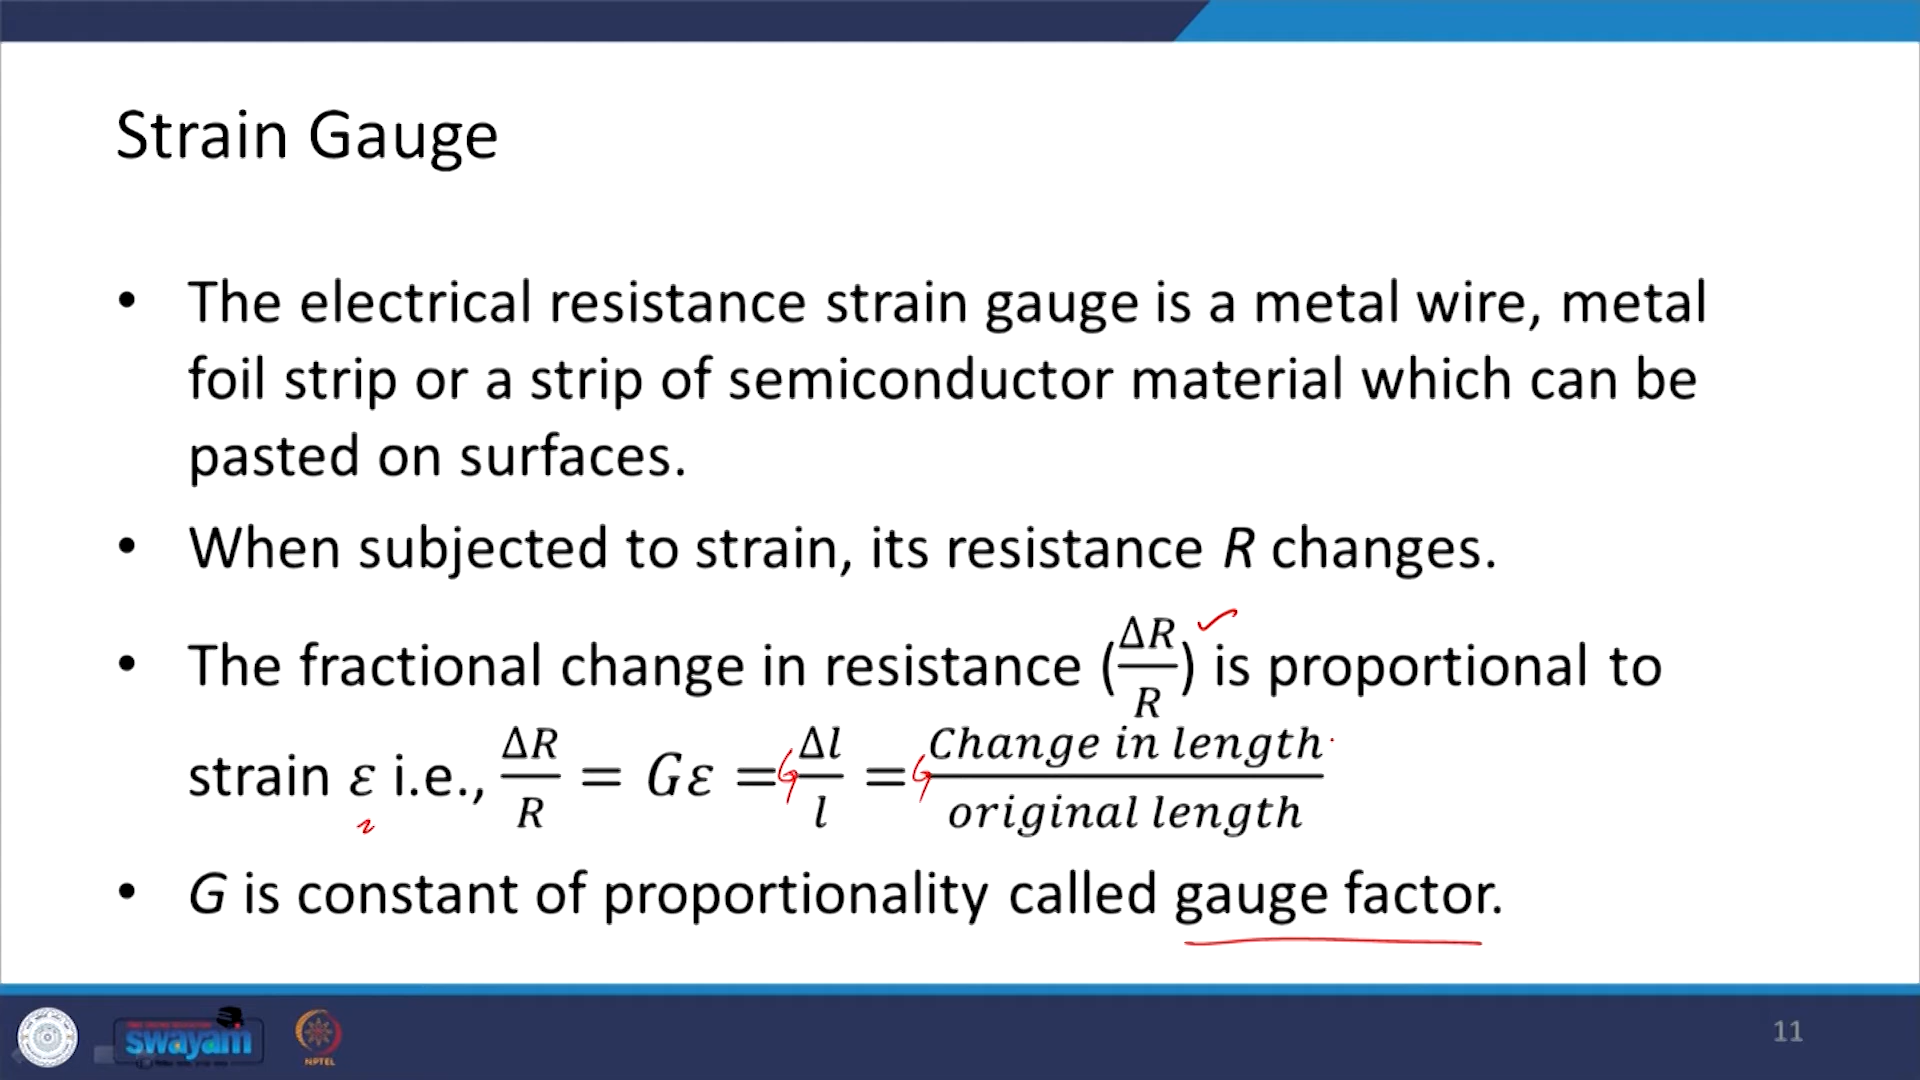 Strain Gauge
• The electrical resistance strain gauge is a metal wire, metal
foil strip or a strip of semiconductor material which can be
pasted on surfaces.
• When subjected to strain, its resistance R changes.
• The fractional change in resistance (ΔR/R) is proportional to
strain ε i.e., ΔR/R = Gε = G Δl/l = G Change in length/original length
• G is constant of proportionality called gauge factor.
swayam
NPTEL
11